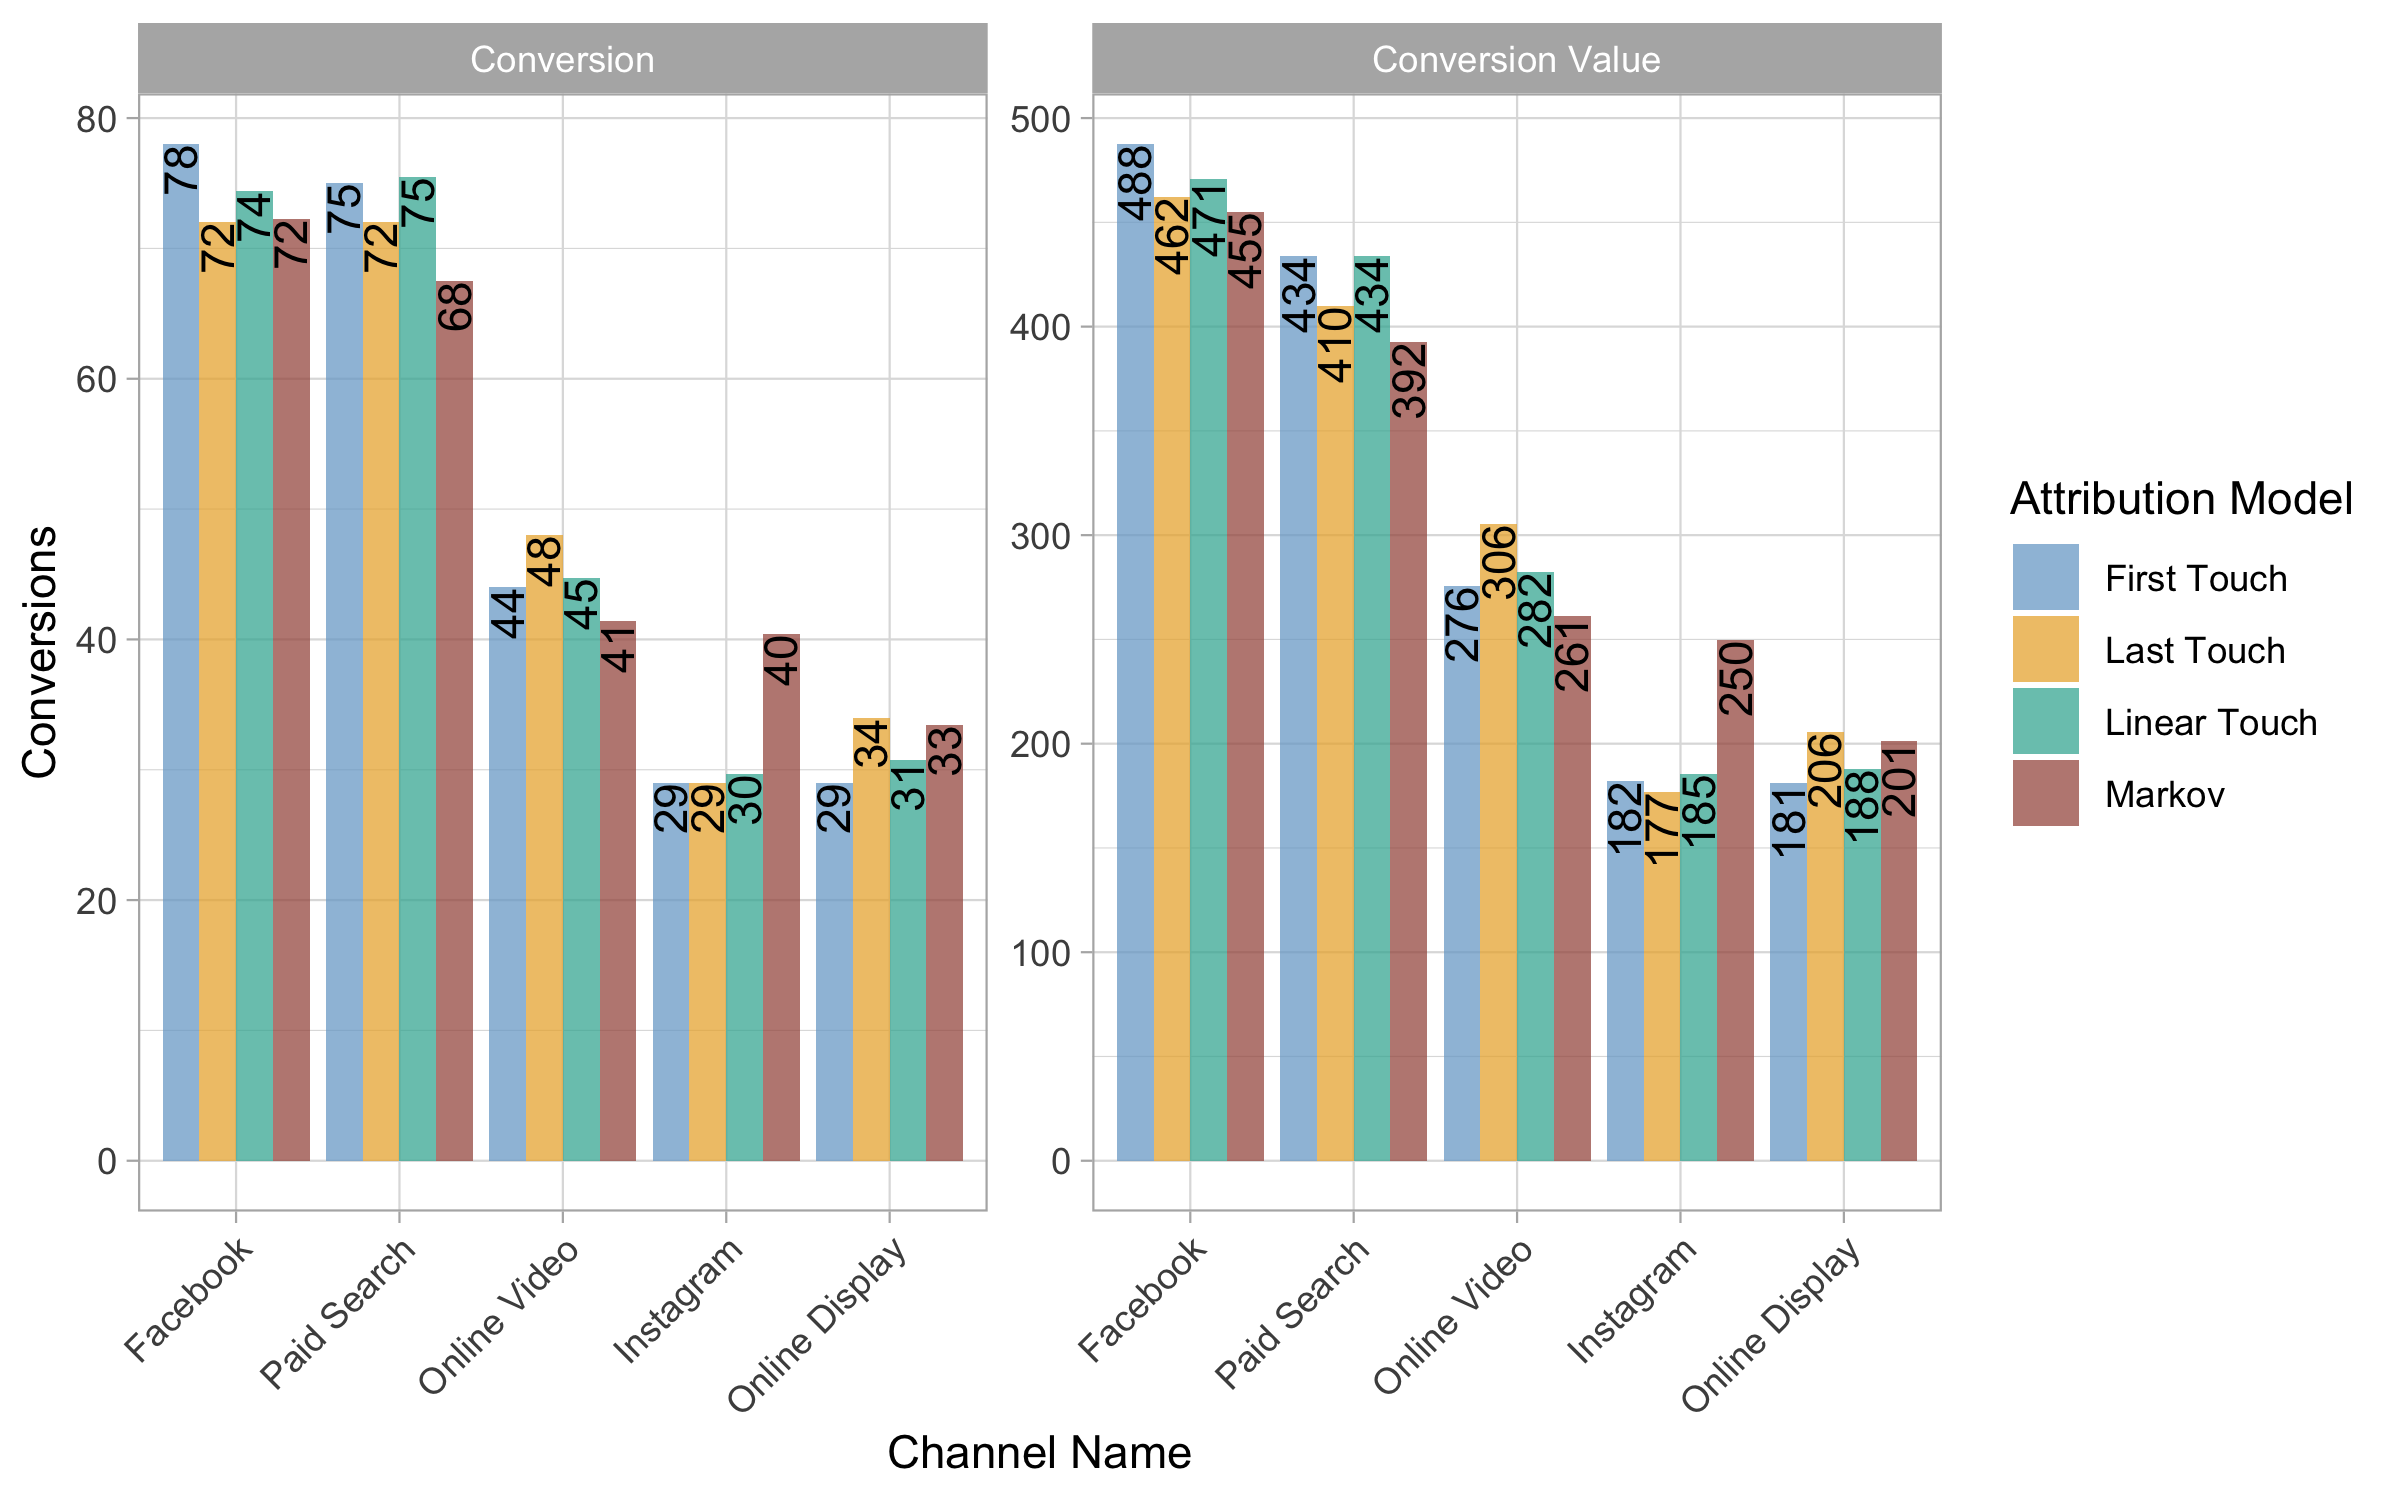 Conversion
Conversion Value
Conversions
80
60
40
20
0
78
72
74
72
75
72
75
68
44
48
45
41
29
29
30
40
29
34
31
33
500
400
300
200
100
0
488
462
471
455
434
410
434
392
276
306
282
261
182
177
185
250
181
206
188
201
Facebook
Paid Search
Online Video
Instagram
Online Display
Facebook
Paid Search
Online Video
Instagram
Online Display
Channel Name
Attribution Model
First Touch
Last Touch
Linear Touch
Markov